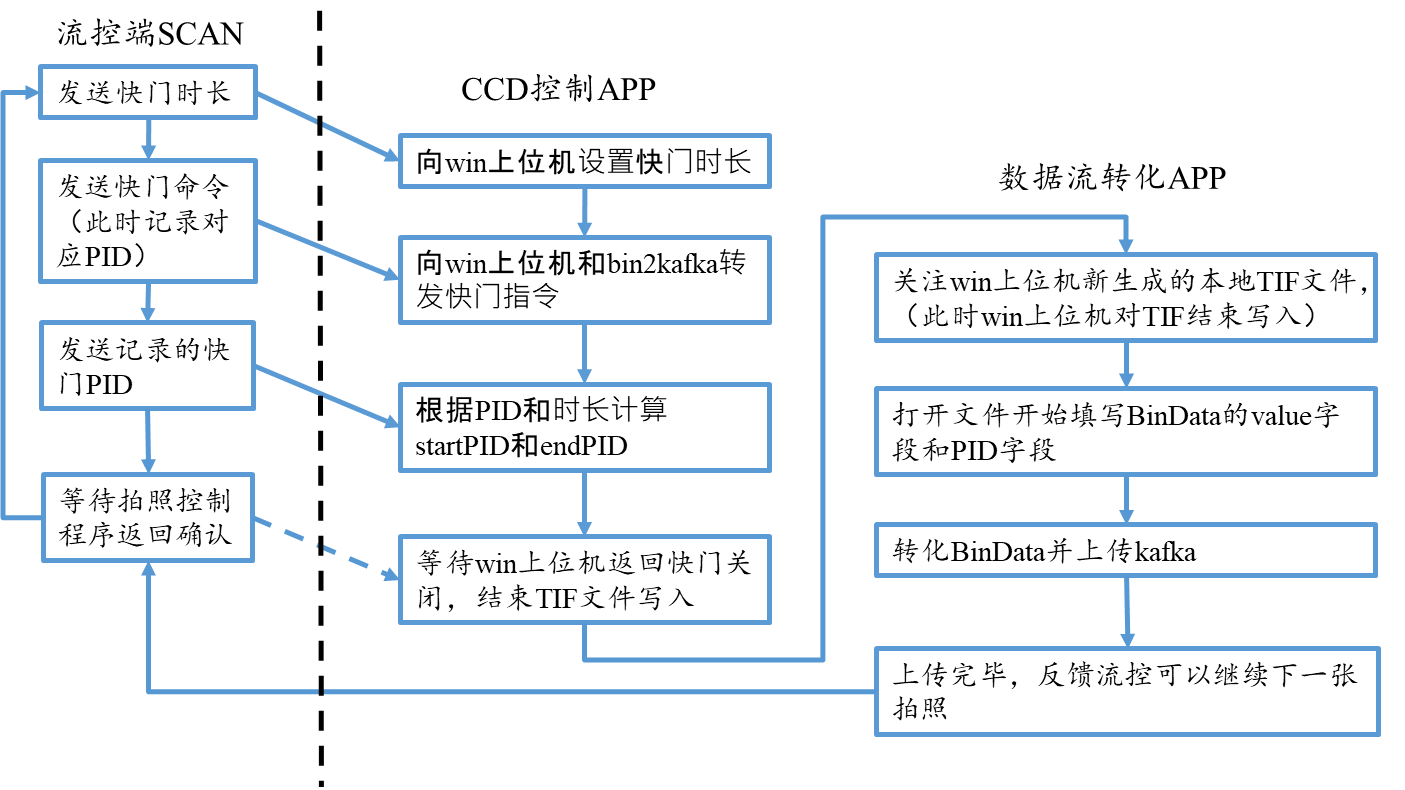 流控端SCAN
发送快门时长
发送快门命令
（此时记录对
应PID）
发送记录的快
门PID
等待拍照控制
程序返回确认
CCD控制APP
向win上位机设置快门时长
向win上位机和bin2kafka转
发快门指令
根据PID和时长计算
startPID和endPID
等待win上位机返回快门关
闭，结束TIF文件写入
数据流转化APP
关注win上位机新生成的本地TIF文件，
（此时win上位机对TIF结束写入）
打开文件开始填写BinData的value字
段和PID字段
转化BinData并上传kafka
上传完毕，反馈流控可以继续下一张
拍照